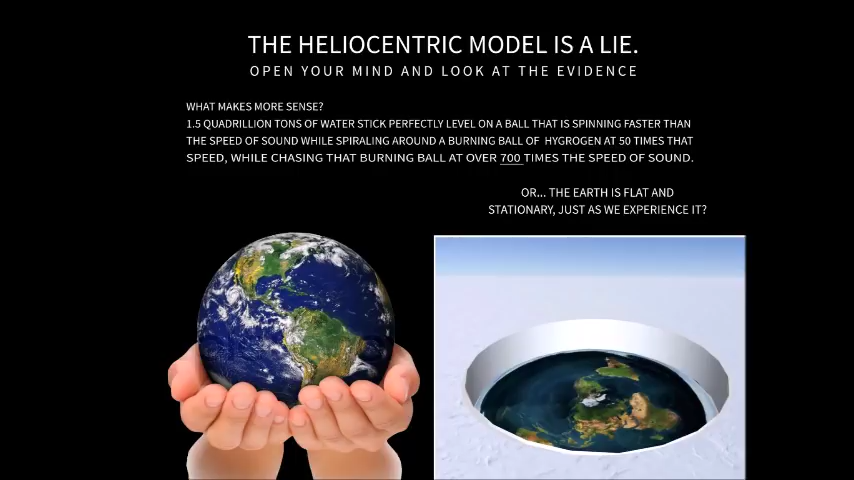 THE HELIOCENTRIC MODEL IS A LIE.
OPEN YOUR MIND AND LOOK AT THE EVIDENCE
WHAT MAKES MORE SENSE?
1.5 QUADRILLION TONS OF WATER STICK PERFECTLY LEVEL ON A BALL THAT IS SPINNING FASTER THAN
THE SPEED OF SOUND WHILE SPIRALING AROUND A BURNING BALL OF HYGROGEN AT 50 TIMES THAT
SPEED, WHILE CHASING THAT BURNING BALL AT OVER 700 TIMES THE SPEED OF SOUND.
OR... THE EARTH IS FLAT AND
STATIONARY, JUST AS WE EXPERIENCE IT?